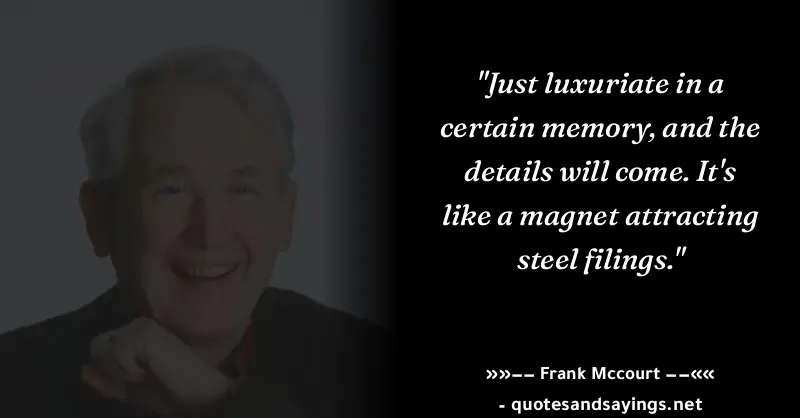 "Just luxuriate in a
certain memory, and the
details will come. It's
like a magnet attracting
steel filings."
»»−− Frank Mccourt −−««
- quotesandsayings.net